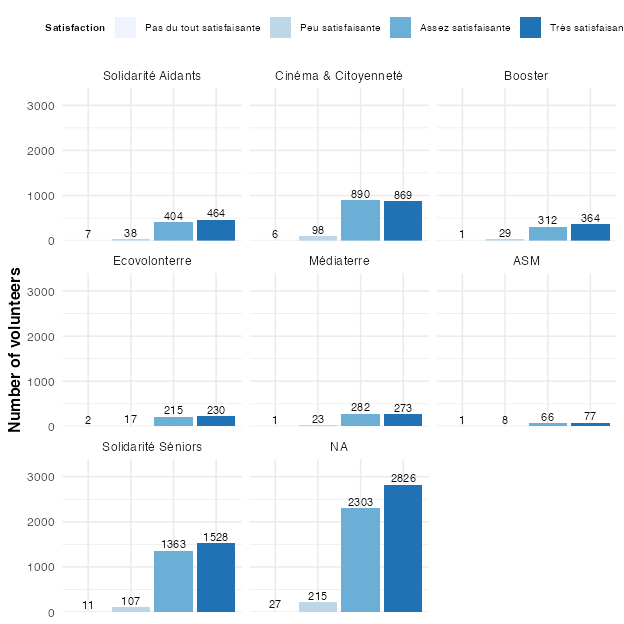 Satisfaction Pas du tout satisfaisante Peu satisfaisante Assez satisfaisante Très satisfaisan
Solidarité Aidants Cinéma & Citoyenneté Booster
3000
2000
1000
0
7 38 404 464
6 98 890 869
1 29 312 364
Ecovolonterre Médiaterre ASM
3000
2000
1000
0
2 17 215 230
1 23 282 273
1 8 66 77
Solidarité Séniors NA
3000
2000
1000
0
11 107 1363 1528
27 215 2303 2826
Number of volunteers